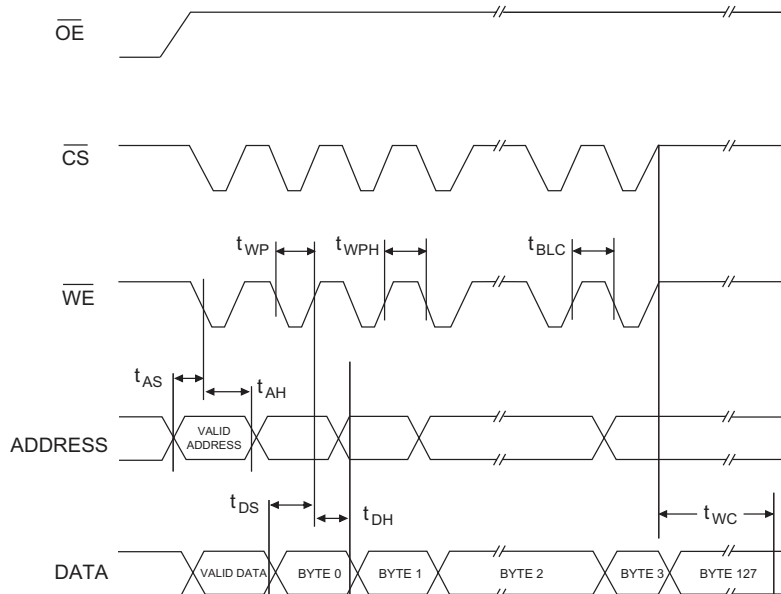 OE
CS
tWP
tWPH
tBLC
WE
tAS
tAH
ADDRESS
VALID
ADDRESS
tDS
tDH
tWC
DATA
VALID DATA
BYTE 0
BYTE 1
BYTE 2
BYTE 3
BYTE 127